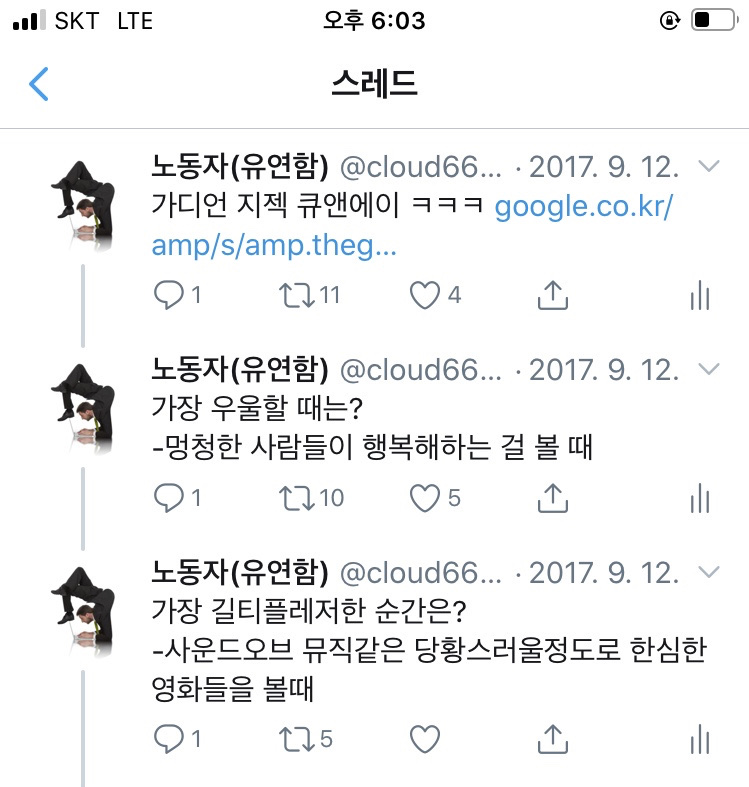 SKT LTE 오후 6:03
스레드
노동자(유연함) @cloud66... · 2017. 9. 12.
가디언 지젝 큐앤에이 ㅋㅋㅋ google.co.kr/
amp/s/amp.theg...
1 11 4
노동자(유연함) @cloud66... · 2017. 9. 12.
가장 우울할 때는?
-멍청한 사람들이 행복해하는 걸 볼 때
1 10 5
노동자(유연함) @cloud66... · 2017. 9. 12.
가장 길티플레저한 순간은?
-사운드오브 뮤직같은 당황스러울정도로 한심한
영화들을 볼때
1 5